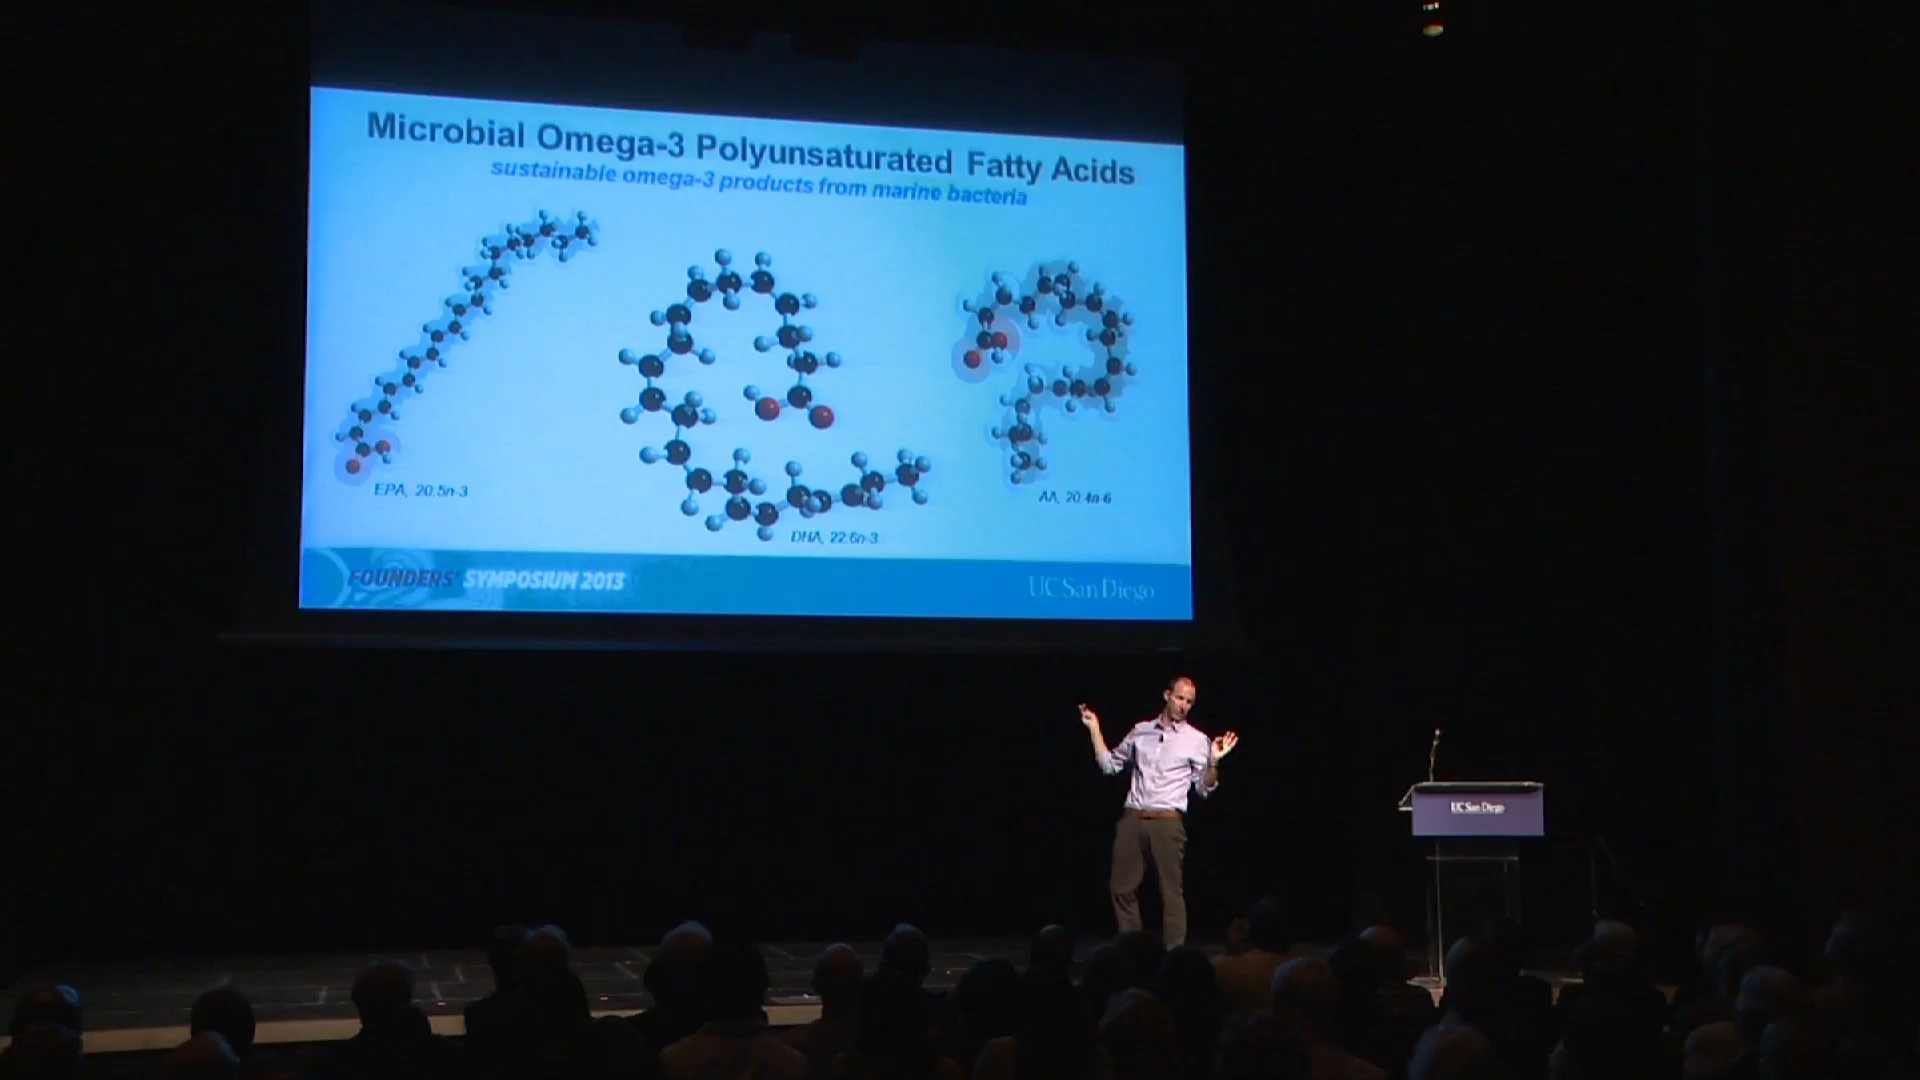 Microbial Omega-3 Polyunsaturated Fatty Acids
sustainable omega-3 products from marine bacteria
EPA, 20:5n-3
DHA, 22:6n-3
AA, 20:4n-6
FOUNDERS' SYMPOSIUM 2013
UC San Diego
UC San Diego